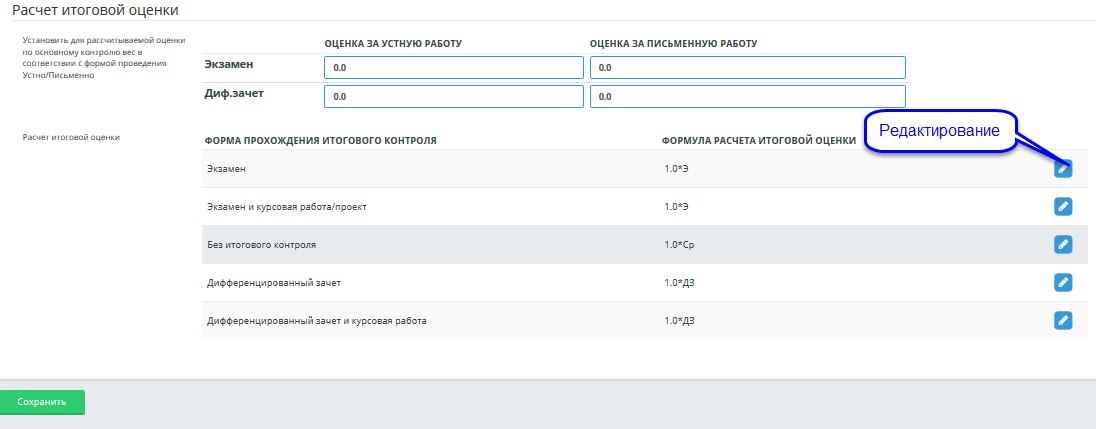 Расчет итоговой оценки
Установить для рассчитываемой оценки
по основному контролю вес в
соответствии с формой проведения
Устно/Письменно
ОЦЕНКА ЗА УСТНУЮ РАБОТУ ОЦЕНКА ЗА ПИСЬМЕННУЮ РАБОТУ
Экзамен 0.0 0.0
Диф.зачет 0.0 0.0
Редактирование
Расчет итоговой оценки
ФОРМА ПРОХОЖДЕНИЯ ИТОГОВОГО КОНТРОЛЯ ФОРМУЛА РАСЧЕТА ИТОГОВОЙ ОЦЕНКИ
Экзамен 1.0*Э
Экзамен и курсовая работа/проект 1.0*Э
Без итогового контроля 1.0*Ср
Дифференцированный зачет 1.0*ДЗ
Дифференцированный зачет и курсовая работа 1.0*ДЗ
Сохранить